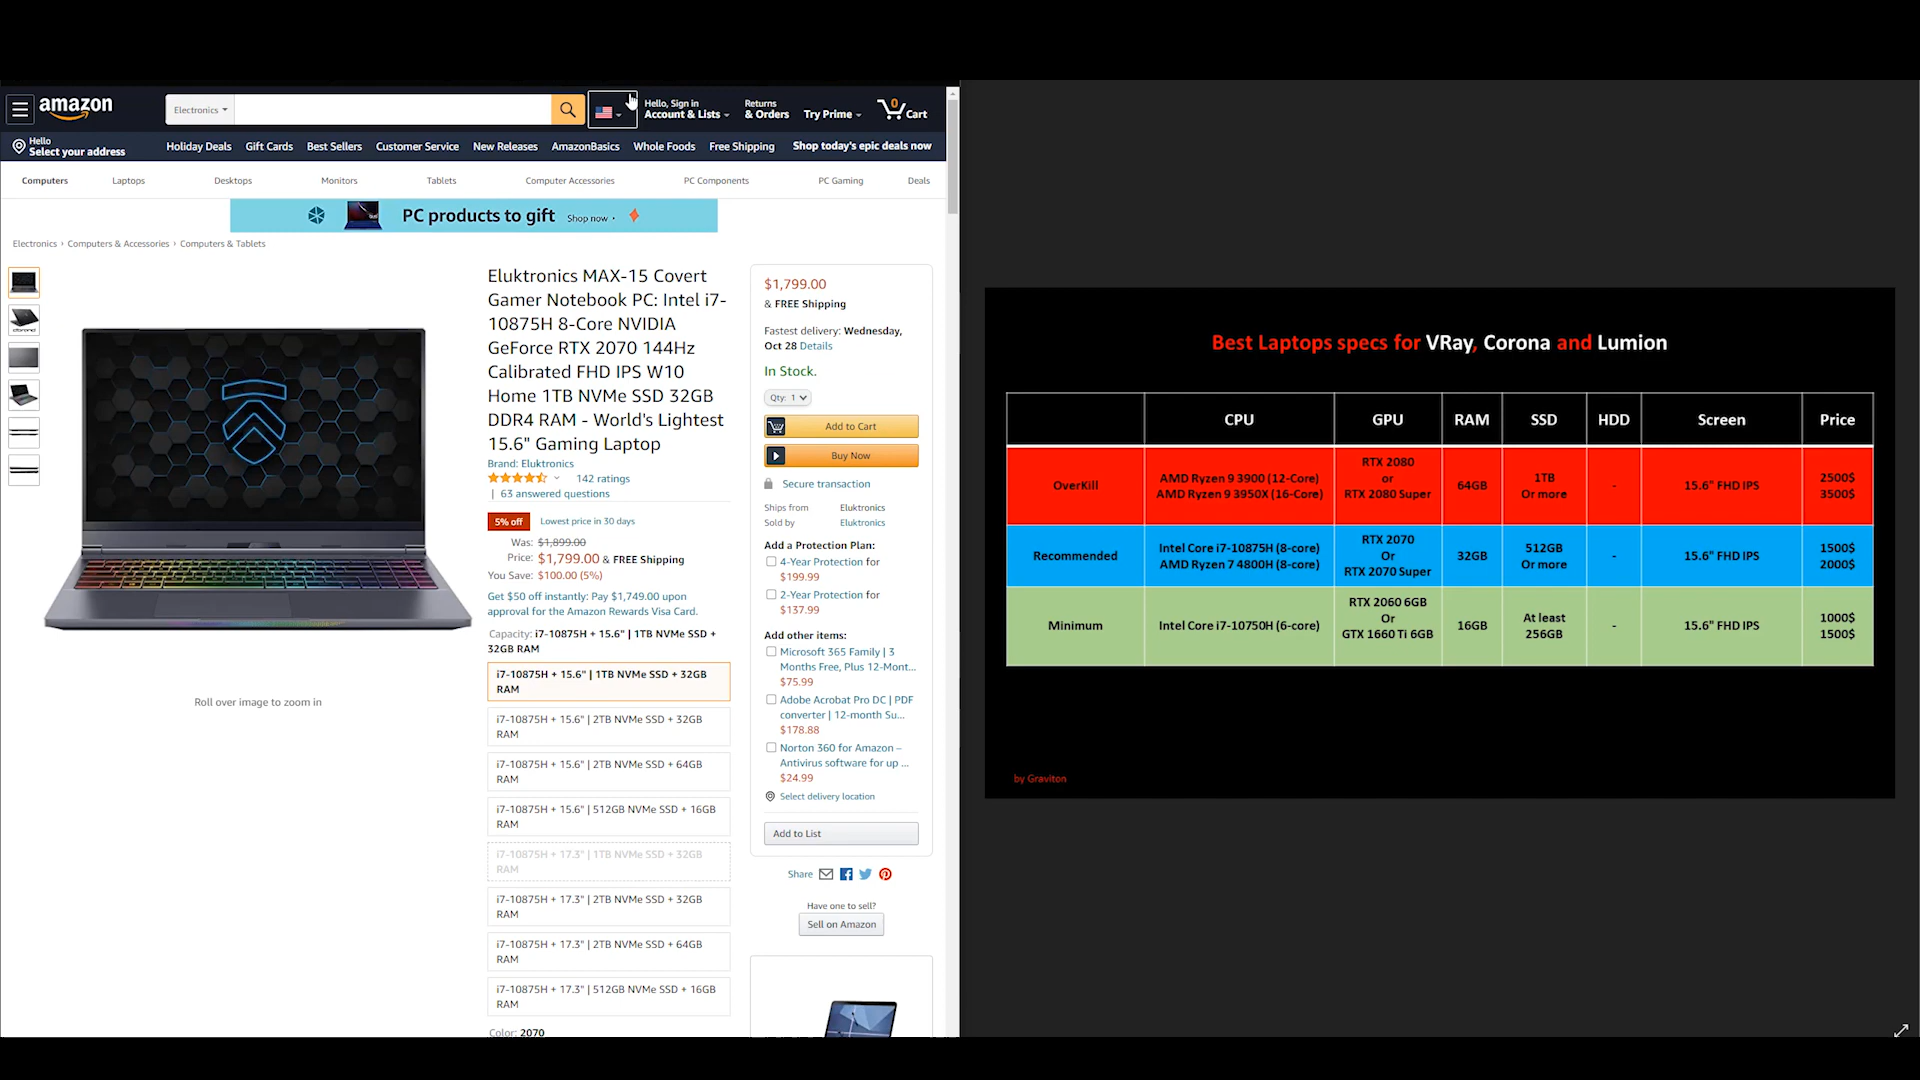 amazon
Electronics
Hello, Sign in
Account & Lists
Returns
& Orders
Try Prime
0
Cart
Hello
Select your address
Holiday Deals
Gift Cards
Best Sellers
Customer Service
New Releases
AmazonBasics
Whole Foods
Free Shipping
Shop today's epic deals now
Computers
Laptops
Desktops
Monitors
Tablets
Computer Accessories
PC Components
PC Gaming
Deals
PC products to gift Shop now ›
Electronics › Computers & Accessories › Computers & Tablets
Roll over image to zoom in
Eluktronics MAX-15 Covert
Gamer Notebook PC: Intel i7-
10875H 8-Core NVIDIA
GeForce RTX 2070 144Hz
Calibrated FHD IPS W10
Home 1TB NVMe SSD 32GB
DDR4 RAM - World's Lightest
15.6" Gaming Laptop
Brand: Eluktronics
142 ratings
| 63 answered questions
5% off Lowest price in 30 days
Was: $1,899.00
Price: $1,799.00 & FREE Shipping
You Save: $100.00 (5%)
Get $50 off instantly: Pay $1,749.00 upon
approval for the Amazon Rewards Visa Card.
Capacity: i7-10875H + 15.6" | 1TB NVMe SSD +
32GB RAM
i7-10875H + 15.6" | 1TB NVMe SSD + 32GB
RAM
i7-10875H + 15.6" | 2TB NVMe SSD + 32GB
RAM
i7-10875H + 15.6" | 2TB NVMe SSD + 64GB
RAM
i7-10875H + 15.6" | 512GB NVMe SSD + 16GB
RAM
i7-10875H + 17.3" | 1TB NVMe SSD + 32GB
RAM
i7-10875H + 17.3" | 2TB NVMe SSD + 32GB
RAM
i7-10875H + 17.3" | 2TB NVMe SSD + 64GB
RAM
i7-10875H + 17.3" | 512GB NVMe SSD + 16GB
RAM
Color: 2070
$1,799.00
& FREE Shipping
Fastest delivery: Wednesday,
Oct 28 Details
In Stock.
Qty: 1
Add to Cart
Buy Now
Secure transaction
Ships from Eluktronics
Sold by Eluktronics
Add a Protection Plan:
4-Year Protection for
$199.99
2-Year Protection for
$137.99
Add other items:
Microsoft 365 Family | 3
Months Free, Plus 12-Mont...
$75.99
Adobe Acrobat Pro DC | PDF
converter | 12-month Su...
$178.88
Norton 360 for Amazon –
Antivirus software for up ...
$24.99
Select delivery location
Add to List
Share
Have one to sell?
Sell on Amazon
Best Laptops specs for VRay, Corona and Lumion
CPU GPU RAM SSD HDD Screen Price
OverKill
AMD Ryzen 9 3900 (12-Core)
AMD Ryzen 9 3950X (16-Core)
RTX 2080
or
RTX 2080 Super
64GB
1TB
Or more
-
15.6" FHD IPS
2500$
3500$
Recommended
Intel Core i7-10875H (8-core)
AMD Ryzen 7 4800H (8-core)
RTX 2070
Or
RTX 2070 Super
32GB
512GB
Or more
-
15.6" FHD IPS
1500$
2000$
Minimum
Intel Core i7-10750H (6-core)
RTX 2060 6GB
Or
GTX 1660 Ti 6GB
16GB
At least
256GB
-
15.6" FHD IPS
1000$
1500$
by Graviton